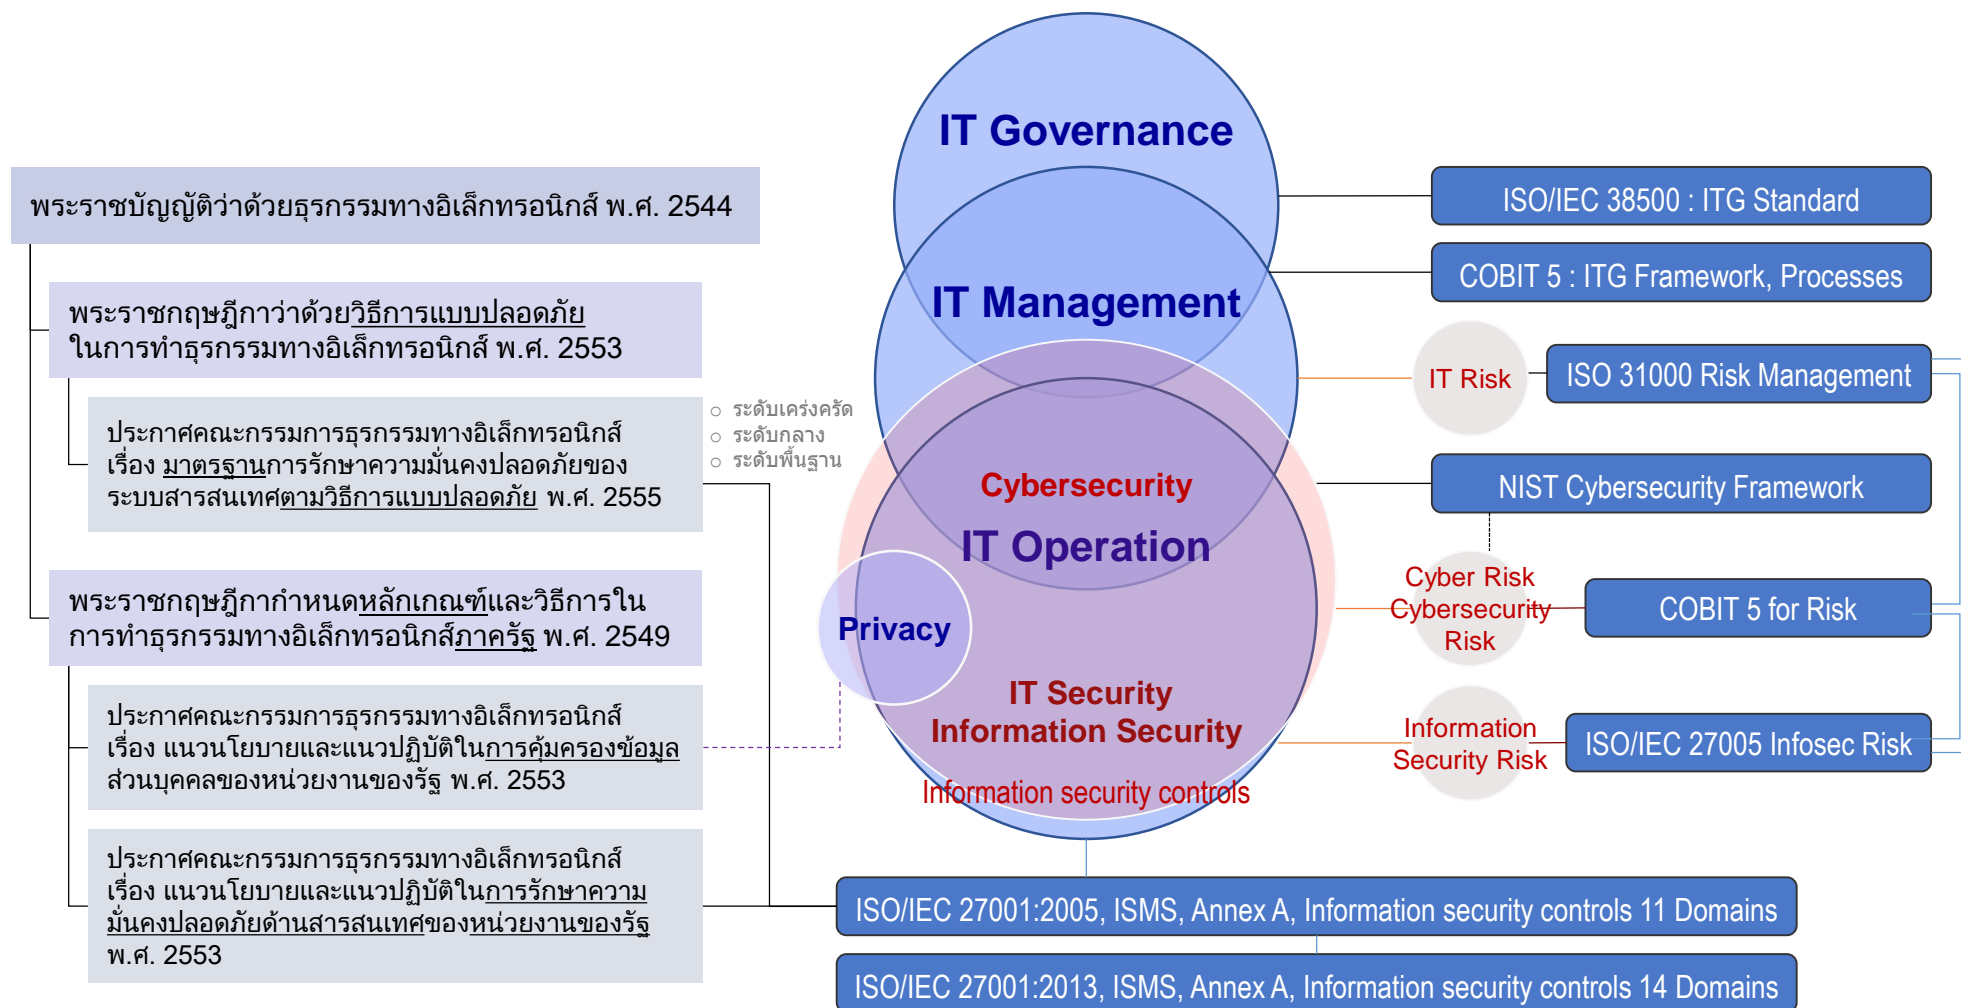 IT Governance
พระราชบัญญัติว่าด้วยธุรกรรมทางอิเล็กทรอนิกส์ พ.ศ. 2544
ISO/IEC 38500 : ITG Standard
COBIT 5 : ITG Framework, Processes
IT Management
พระราชกฤษฎีกาว่าด้วยวิธีการแบบปลอดภัย
ในการทำธุรกรรมทางอิเล็กทรอนิกส์ พ.ศ. 2553
IT Risk
ISO 31000 Risk Management
ประกาศคณะกรรมการธุรกรรมทางอิเล็กทรอนิกส์
เรื่อง มาตรฐานการรักษาความมั่นคงปลอดภัยของ
ระบบสารสนเทศตามวิธีการแบบปลอดภัย พ.ศ. 2555
○ ระดับเคร่งครัด
○ ระดับกลาง
○ ระดับพื้นฐาน
Cybersecurity
NIST Cybersecurity Framework
IT Operation
พระราชกฤษฎีกากำหนดหลักเกณฑ์และวิธีการใน
การทำธุรกรรมทางอิเล็กทรอนิกส์ภาครัฐ พ.ศ. 2549
Privacy
Cyber Risk
Cybersecurity
Risk
COBIT 5 for Risk
IT Security
Information Security
Information security controls
ประกาศคณะกรรมการธุรกรรมทางอิเล็กทรอนิกส์
เรื่อง แนวนโยบายและแนวปฏิบัติในการคุ้มครองข้อมูล
ส่วนบุคคลของหน่วยงานของรัฐ พ.ศ. 2553
Information
Security Risk
ISO/IEC 27005 Infosec Risk
ประกาศคณะกรรมการธุรกรรมทางอิเล็กทรอนิกส์
เรื่อง แนวนโยบายและแนวปฏิบัติในการรักษาความ
มั่นคงปลอดภัยด้านสารสนเทศของหน่วยงานของรัฐ
พ.ศ. 2553
ISO/IEC 27001:2005, ISMS, Annex A, Information security controls 11 Domains
ISO/IEC 27001:2013, ISMS, Annex A, Information security controls 14 Domains